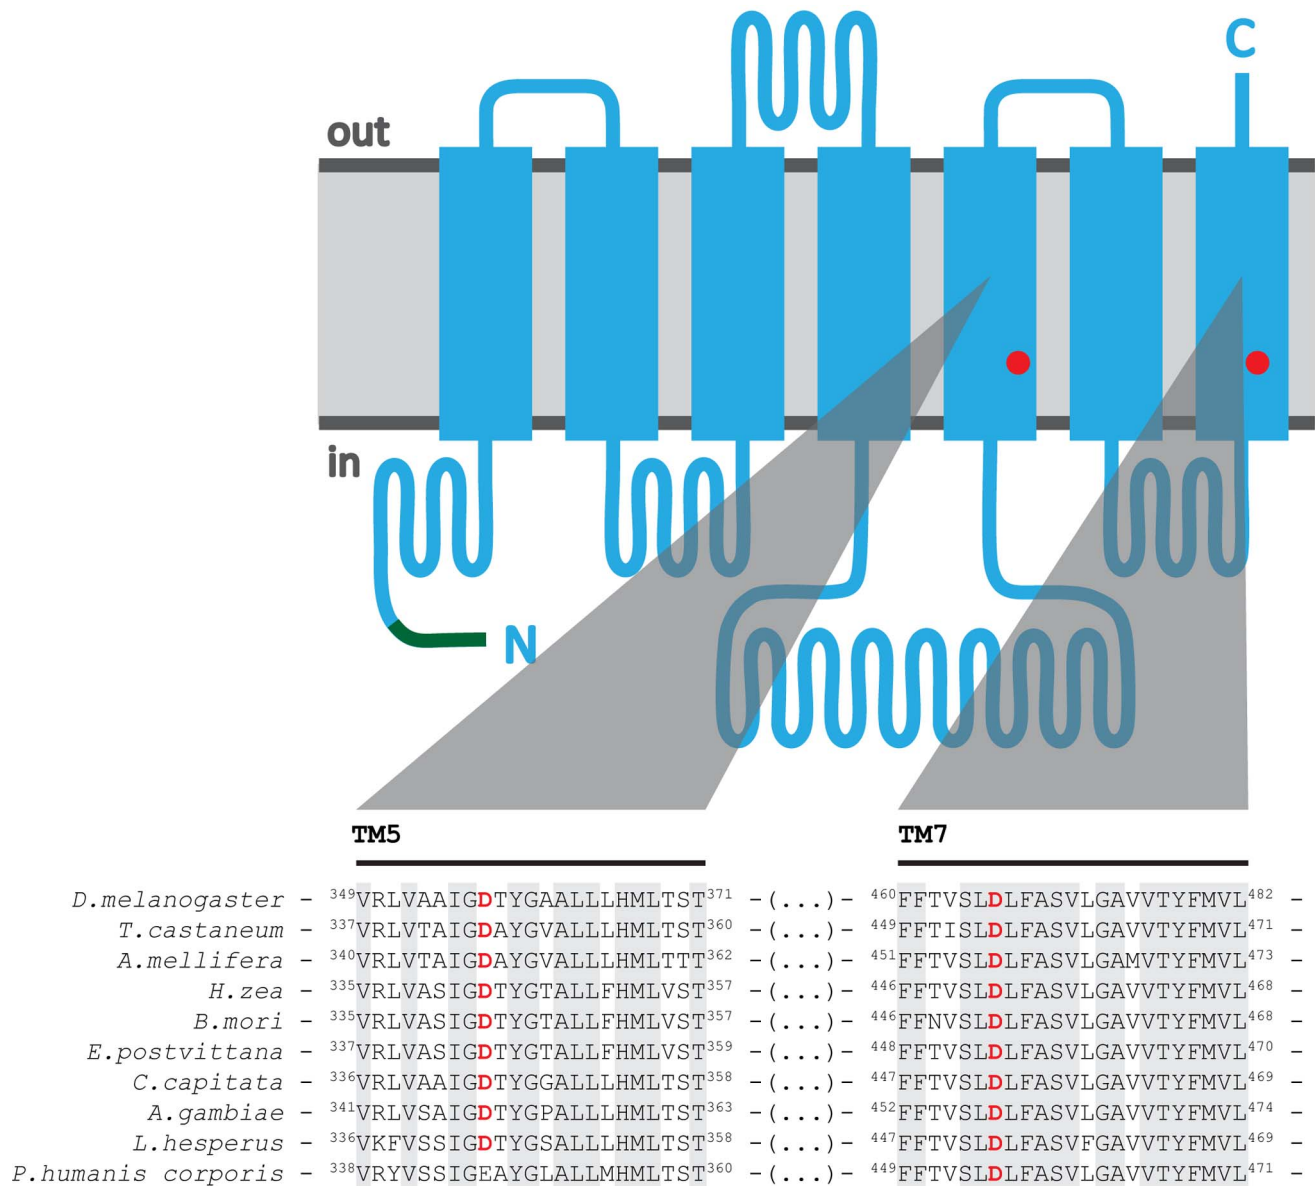 C
out
in
N
TM5 TM7
D.melanogaster - 349VRLVAAIGDTYGAALLLHMLTST371 -(...)- 460FFTVSLDLFASVLGAVVTYFMVL482 -
T.castaneum - 337VRLVTAIGDAYGVALLLHMLTST360 -(...)- 449FFTISLDLFASVLGAVVTYFMVL471 -
A.mellifera - 340VRLVTAIGDAYGVALLLHMLTTT362 -(...)- 451FFTVSLDLFASVLGAMVTYFMVL473 -
H.zea - 335VRLVASIGDTYGTALLFHMLVST357 -(...)- 446FFTVSLDLFASVLGAVVTYFMVL468 -
B.mori - 335VRLVASIGDTYGTALLFHMLVST357 -(...)- 446FFNVSLDLFASVLGAVVTYFMVL468 -
E.postvittana - 337VRLVASIGDTYGTALLFHMLVST359 -(...)- 448FFTVSLDLFASVLGAVVTYFMVL470 -
C.capitata - 336VRLVAAIGDTYGGALLLHMLTST358 -(...)- 447FFTVSLDLFASVLGAVVTYFMVL469 -
A.gambiae - 341VRLVSAIGDTYGPALLLHMLTST363 -(...)- 452FFTVSLDLFASVLGAVVTYFMVL474 -
L.hesperus - 336VKFVSSIGDTYGSALLLHMLTST358 -(...)- 447FFTVSLDLFASVFGAVVTYFMVL469 -
P.humanis corporis - 338VRYVSSIGEAYGLALLMHMLTST360 -(...)- 449FFTVSLDLFASVLGAVVTYFMVL471 -